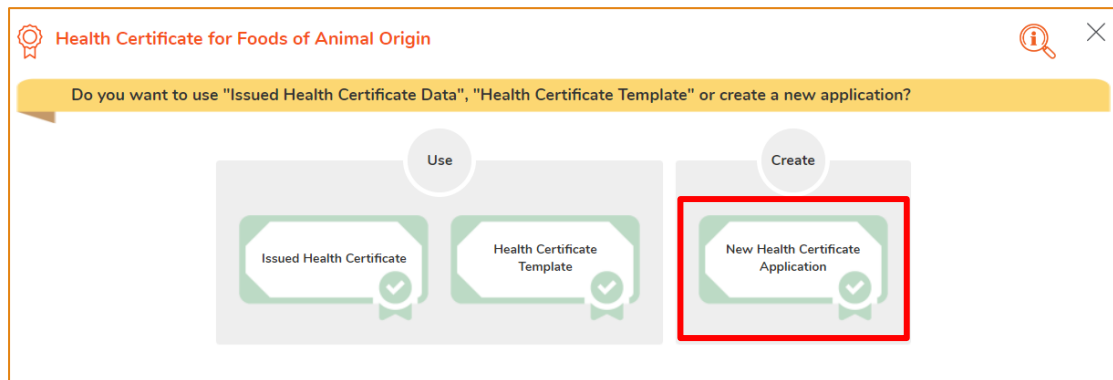 Health Certificate for Foods of Animal Origin
Do you want to use "Issued Health Certificate Data", "Health Certificate Template" or create a new application?
Use
Create
Issued Health Certificate
Health Certificate
Template
New Health Certificate
Application